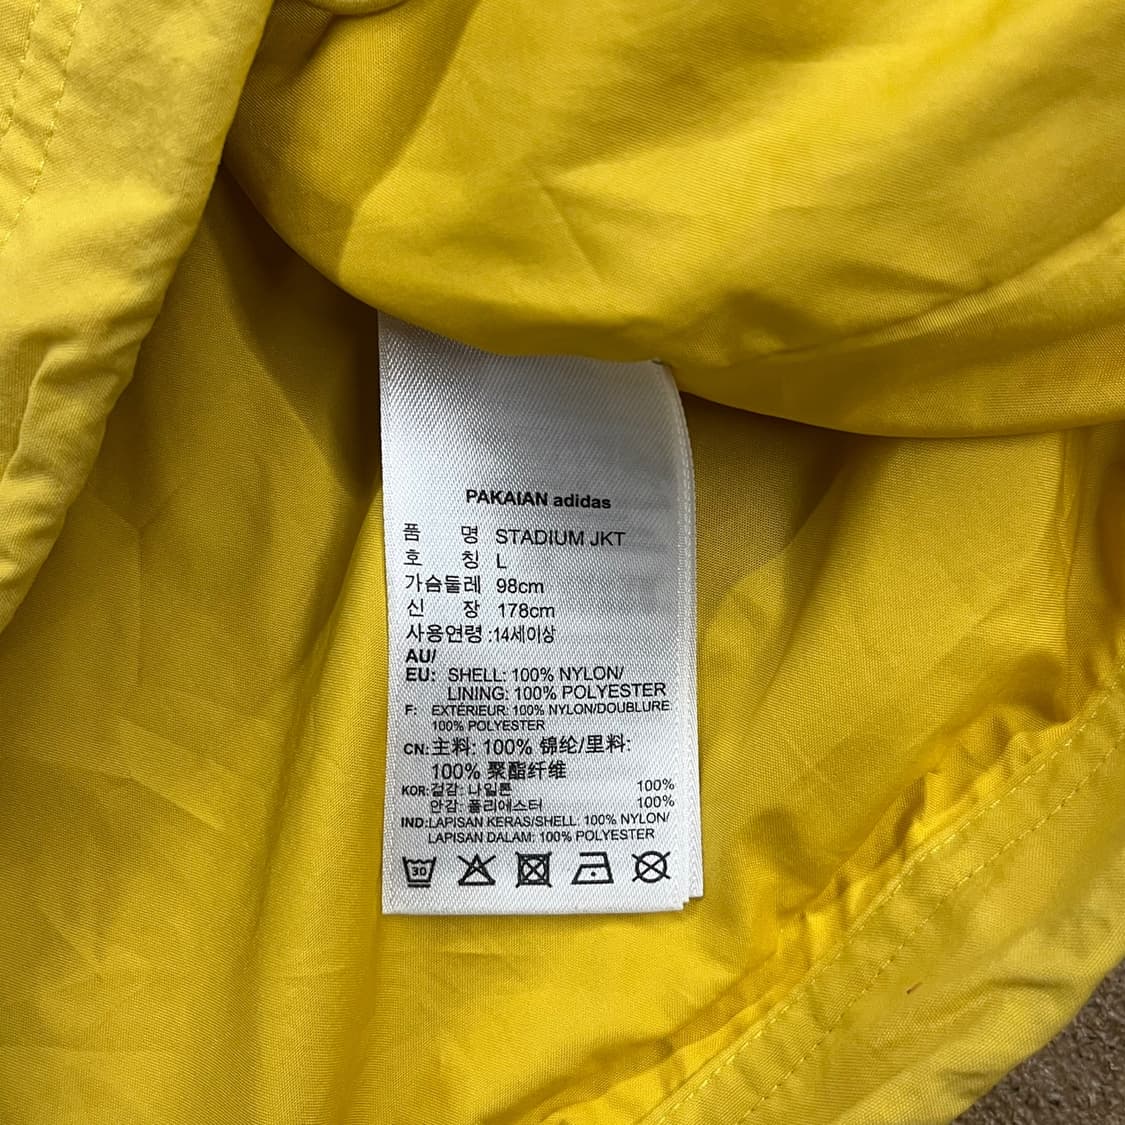 PAKAIAN adidas
품 명 STADIUM JKT
호 칭 L
가슴둘레 98cm
신 장 178cm
사용연령 :14세이상
AU/
EU: SHELL: 100% NYLON/
LINING: 100% POLYESTER
F: EXTÉRIEUR: 100% NYLON/DOUBLURE:
100% POLYESTER
CN:主料: 100% 锦纶/里料:
100% 聚酯纤维
KOR:겉감: 나일론 100%
안감: 폴리에스터 100%
IND:LAPISAN KERAS/SHELL: 100% NYLON/
LAPISAN DALAM: 100% POLYESTER
30